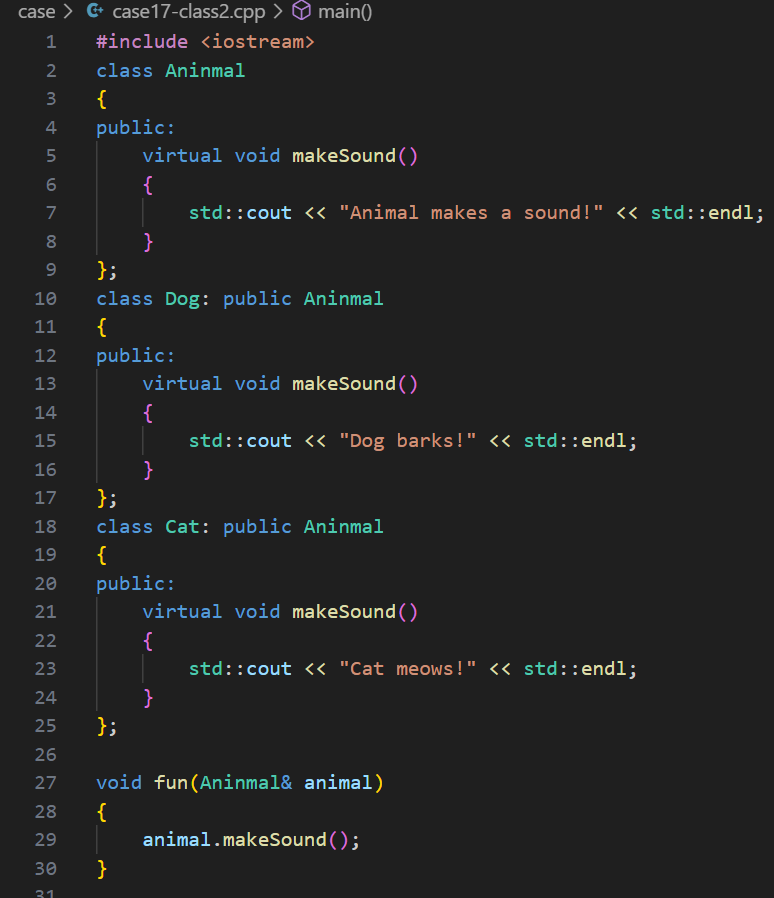 case > case17-class2.cpp > main()
1 #include <iostream>
2 class Aninmal
3 {
4 public:
5     virtual void makeSound()
6     {
7         std::cout << "Animal makes a sound!" << std::endl;
8     }
9 };
10 class Dog: public Aninmal
11 {
12 public:
13     virtual void makeSound()
14     {
15         std::cout << "Dog barks!" << std::endl;
16     }
17 };
18 class Cat: public Aninmal
19 {
20 public:
21     virtual void makeSound()
22     {
23         std::cout << "Cat meows!" << std::endl;
24     }
25 };
26
27 void fun(Aninmal& animal)
28 {
29     animal.makeSound();
30 }
31